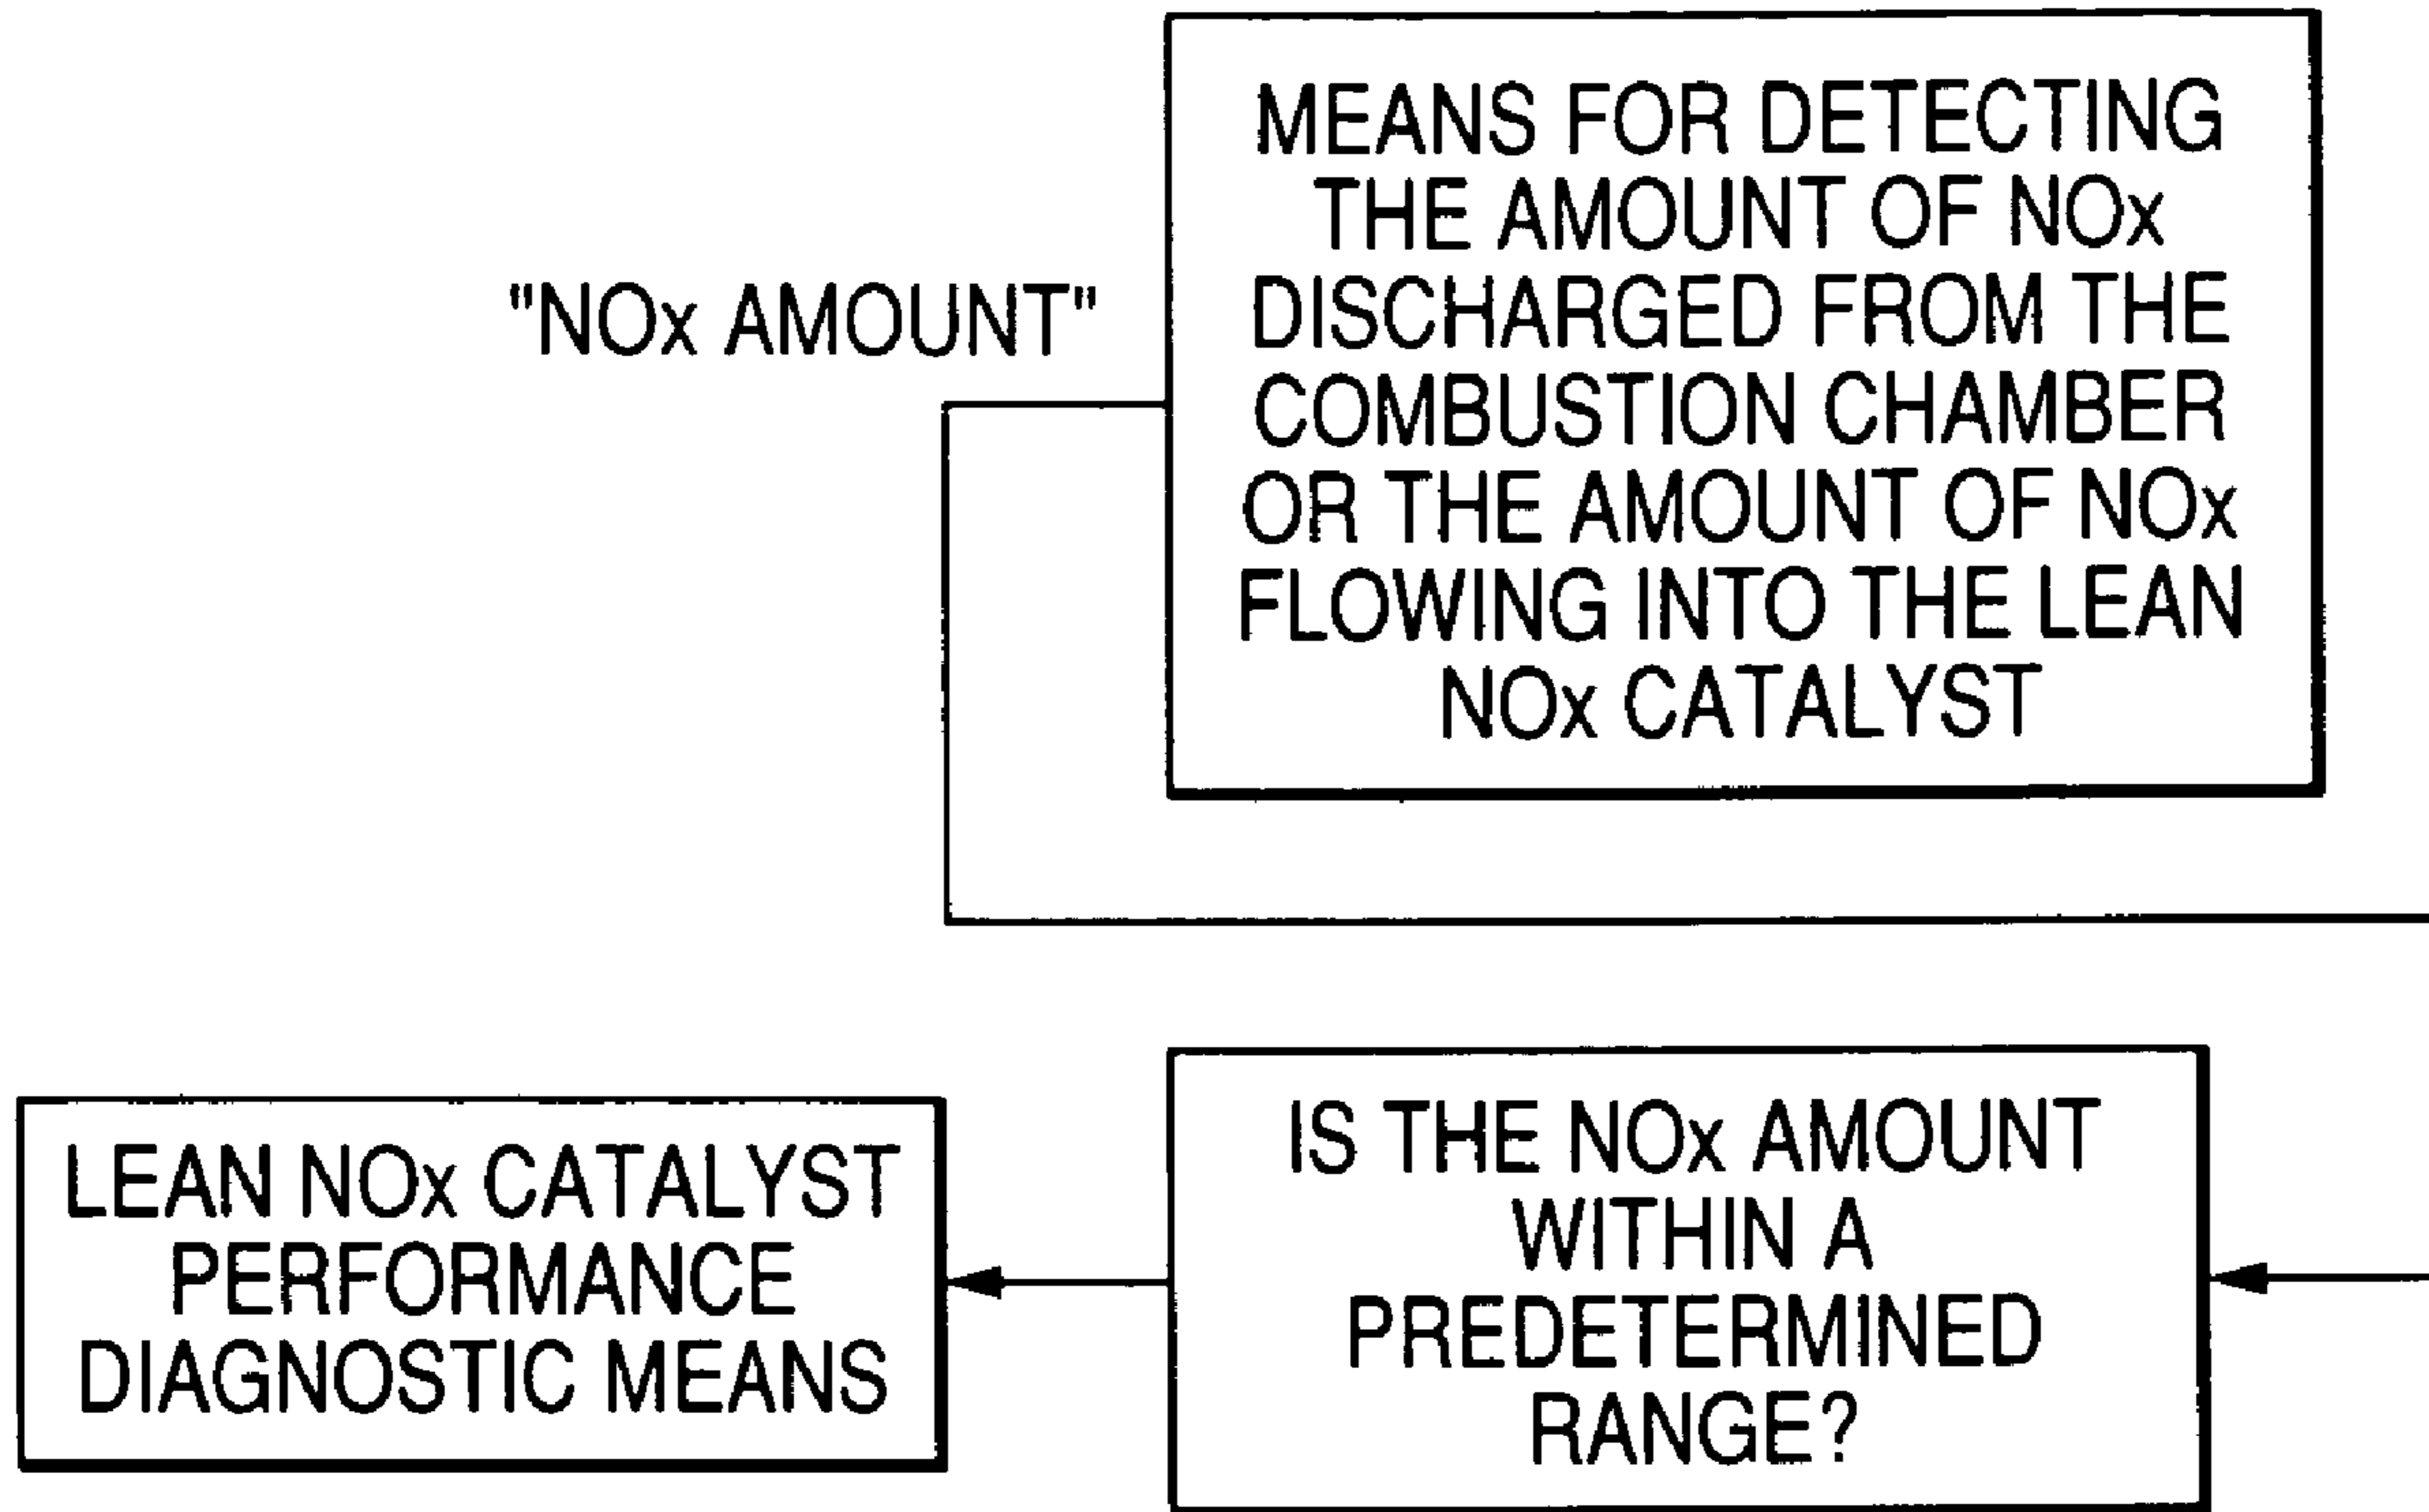 MEANS FOR DETECTING
THE AMOUNT OF NOx
DISCHARGED FROM THE
COMBUSTION CHAMBER
OR THE AMOUNT OF NOx
FLOWING INTO THE LEAN
NOx CATALYST
"NOx AMOUNT"
LEAN NOx CATALYST
PERFORMANCE
DIAGNOSTIC MEANS
IS THE NOx AMOUNT
WITHIN A
PREDETERMINED
RANGE?